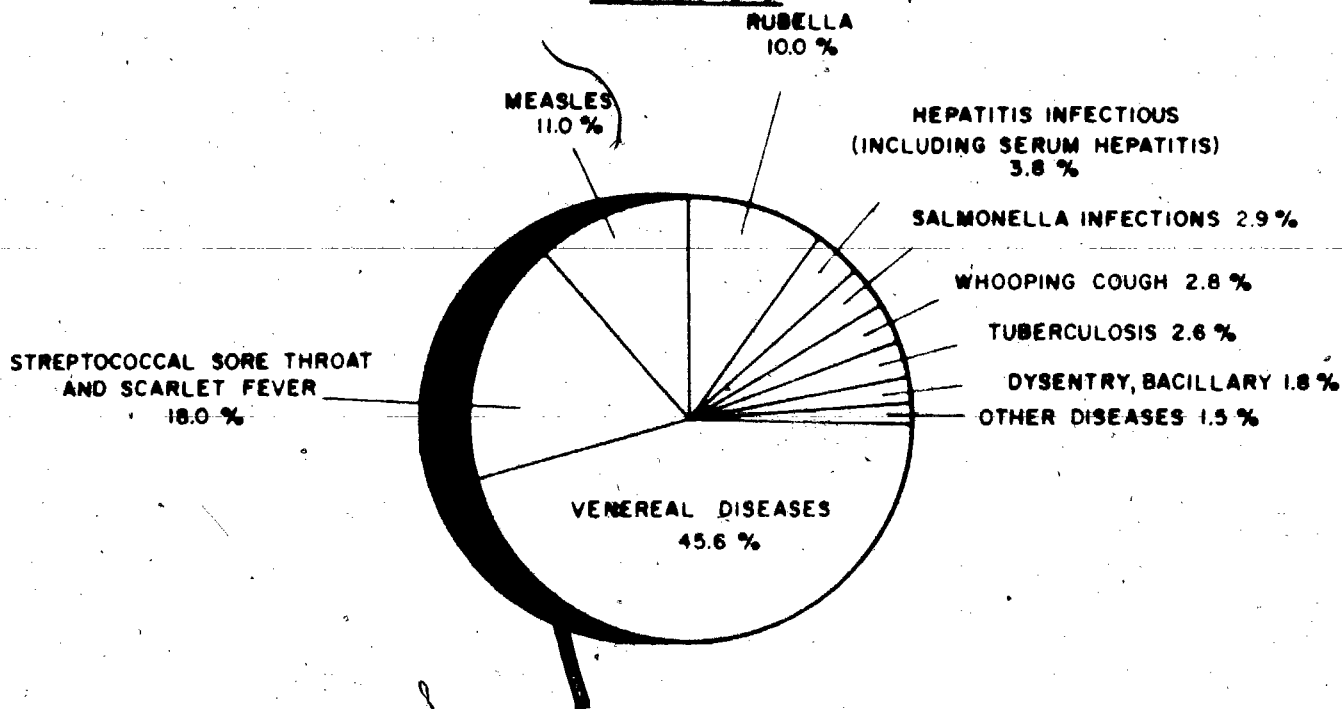 RUBELLA
10.0 %
MEASLES
11.0 %
HEPATITIS INFECTIOUS
(INCLUDING SERUM HEPATITIS)
3.8 %
SALMONELLA INFECTIONS 2.9 %
WHOOPING COUGH 2.8 %
TUBERCULOSIS 2.6 %
DYSENTRY, BACILLARY 1.8 %
OTHER DISEASES 1.5 %
STREPTOCOCCAL SORE THROAT
AND SCARLET FEVER
18.0 %
VENEREAL DISEASES
45.6 %